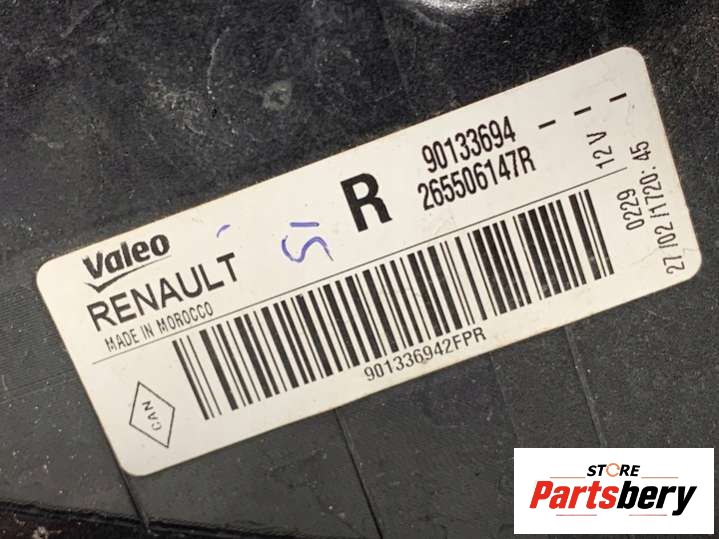 Valeo
RENAULT
MADE IN MOROCCO
R
90133694 - - -
265506147R
12 V
0229
27/02/1720:45
901336942FPR
CAN
STORE
Partsbery